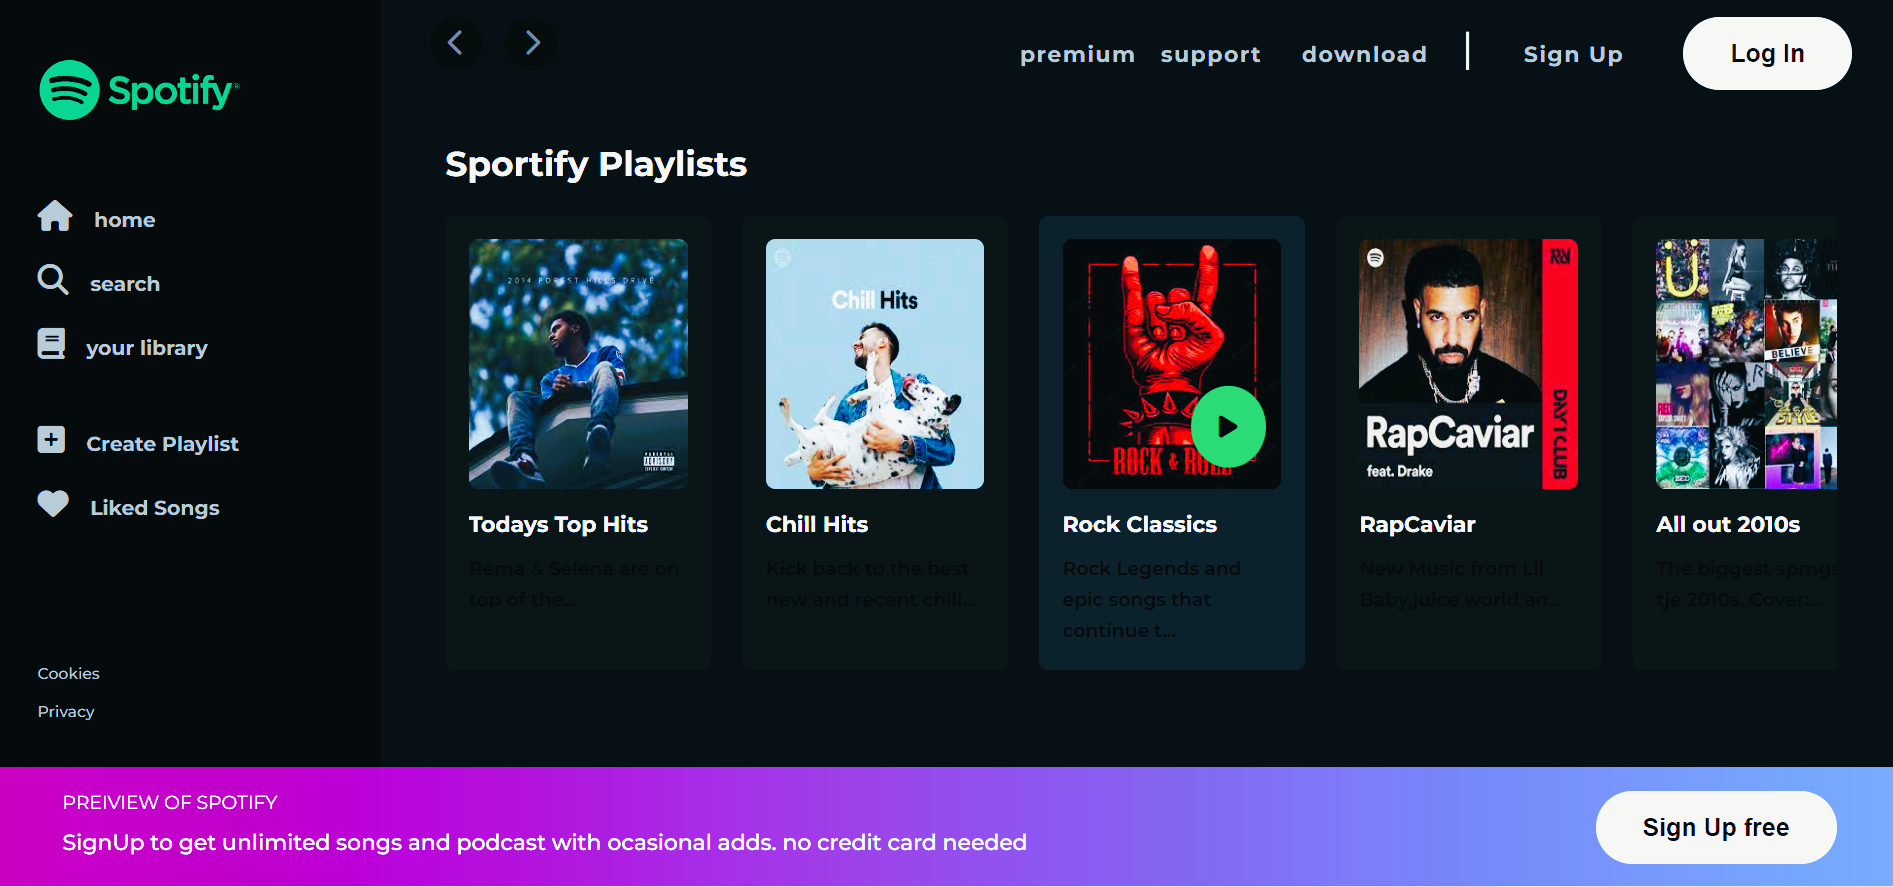 premium support download | Sign Up Log In
Spotify®
Sportify Playlists
home
search
your library
Create Playlist
Liked Songs
Cookies
Privacy
2014 FOREST HILLS DRIVE
PARENTAL
ADVISORY
EXPLICIT CONTENT
Todays Top Hits
Rema & Selena are on
top of the...
Chill Hits
Chill Hits
Kick back to the best
new and recent chill...
ROCK & ROLL
Rock Classics
Rock Legends and
epic songs that
continue t...
DAY1CLUB
RapCaviar
feat. Drake
RapCaviar
New Music from Lil
Baby,juice world an...
BELIEVE
All out 2010s
The biggest spmgs
tje 2010s. Cover:...
PREIVIEW OF SPOTIFY
SignUp to get unlimited songs and podcast with ocasional adds. no credit card needed
Sign Up free